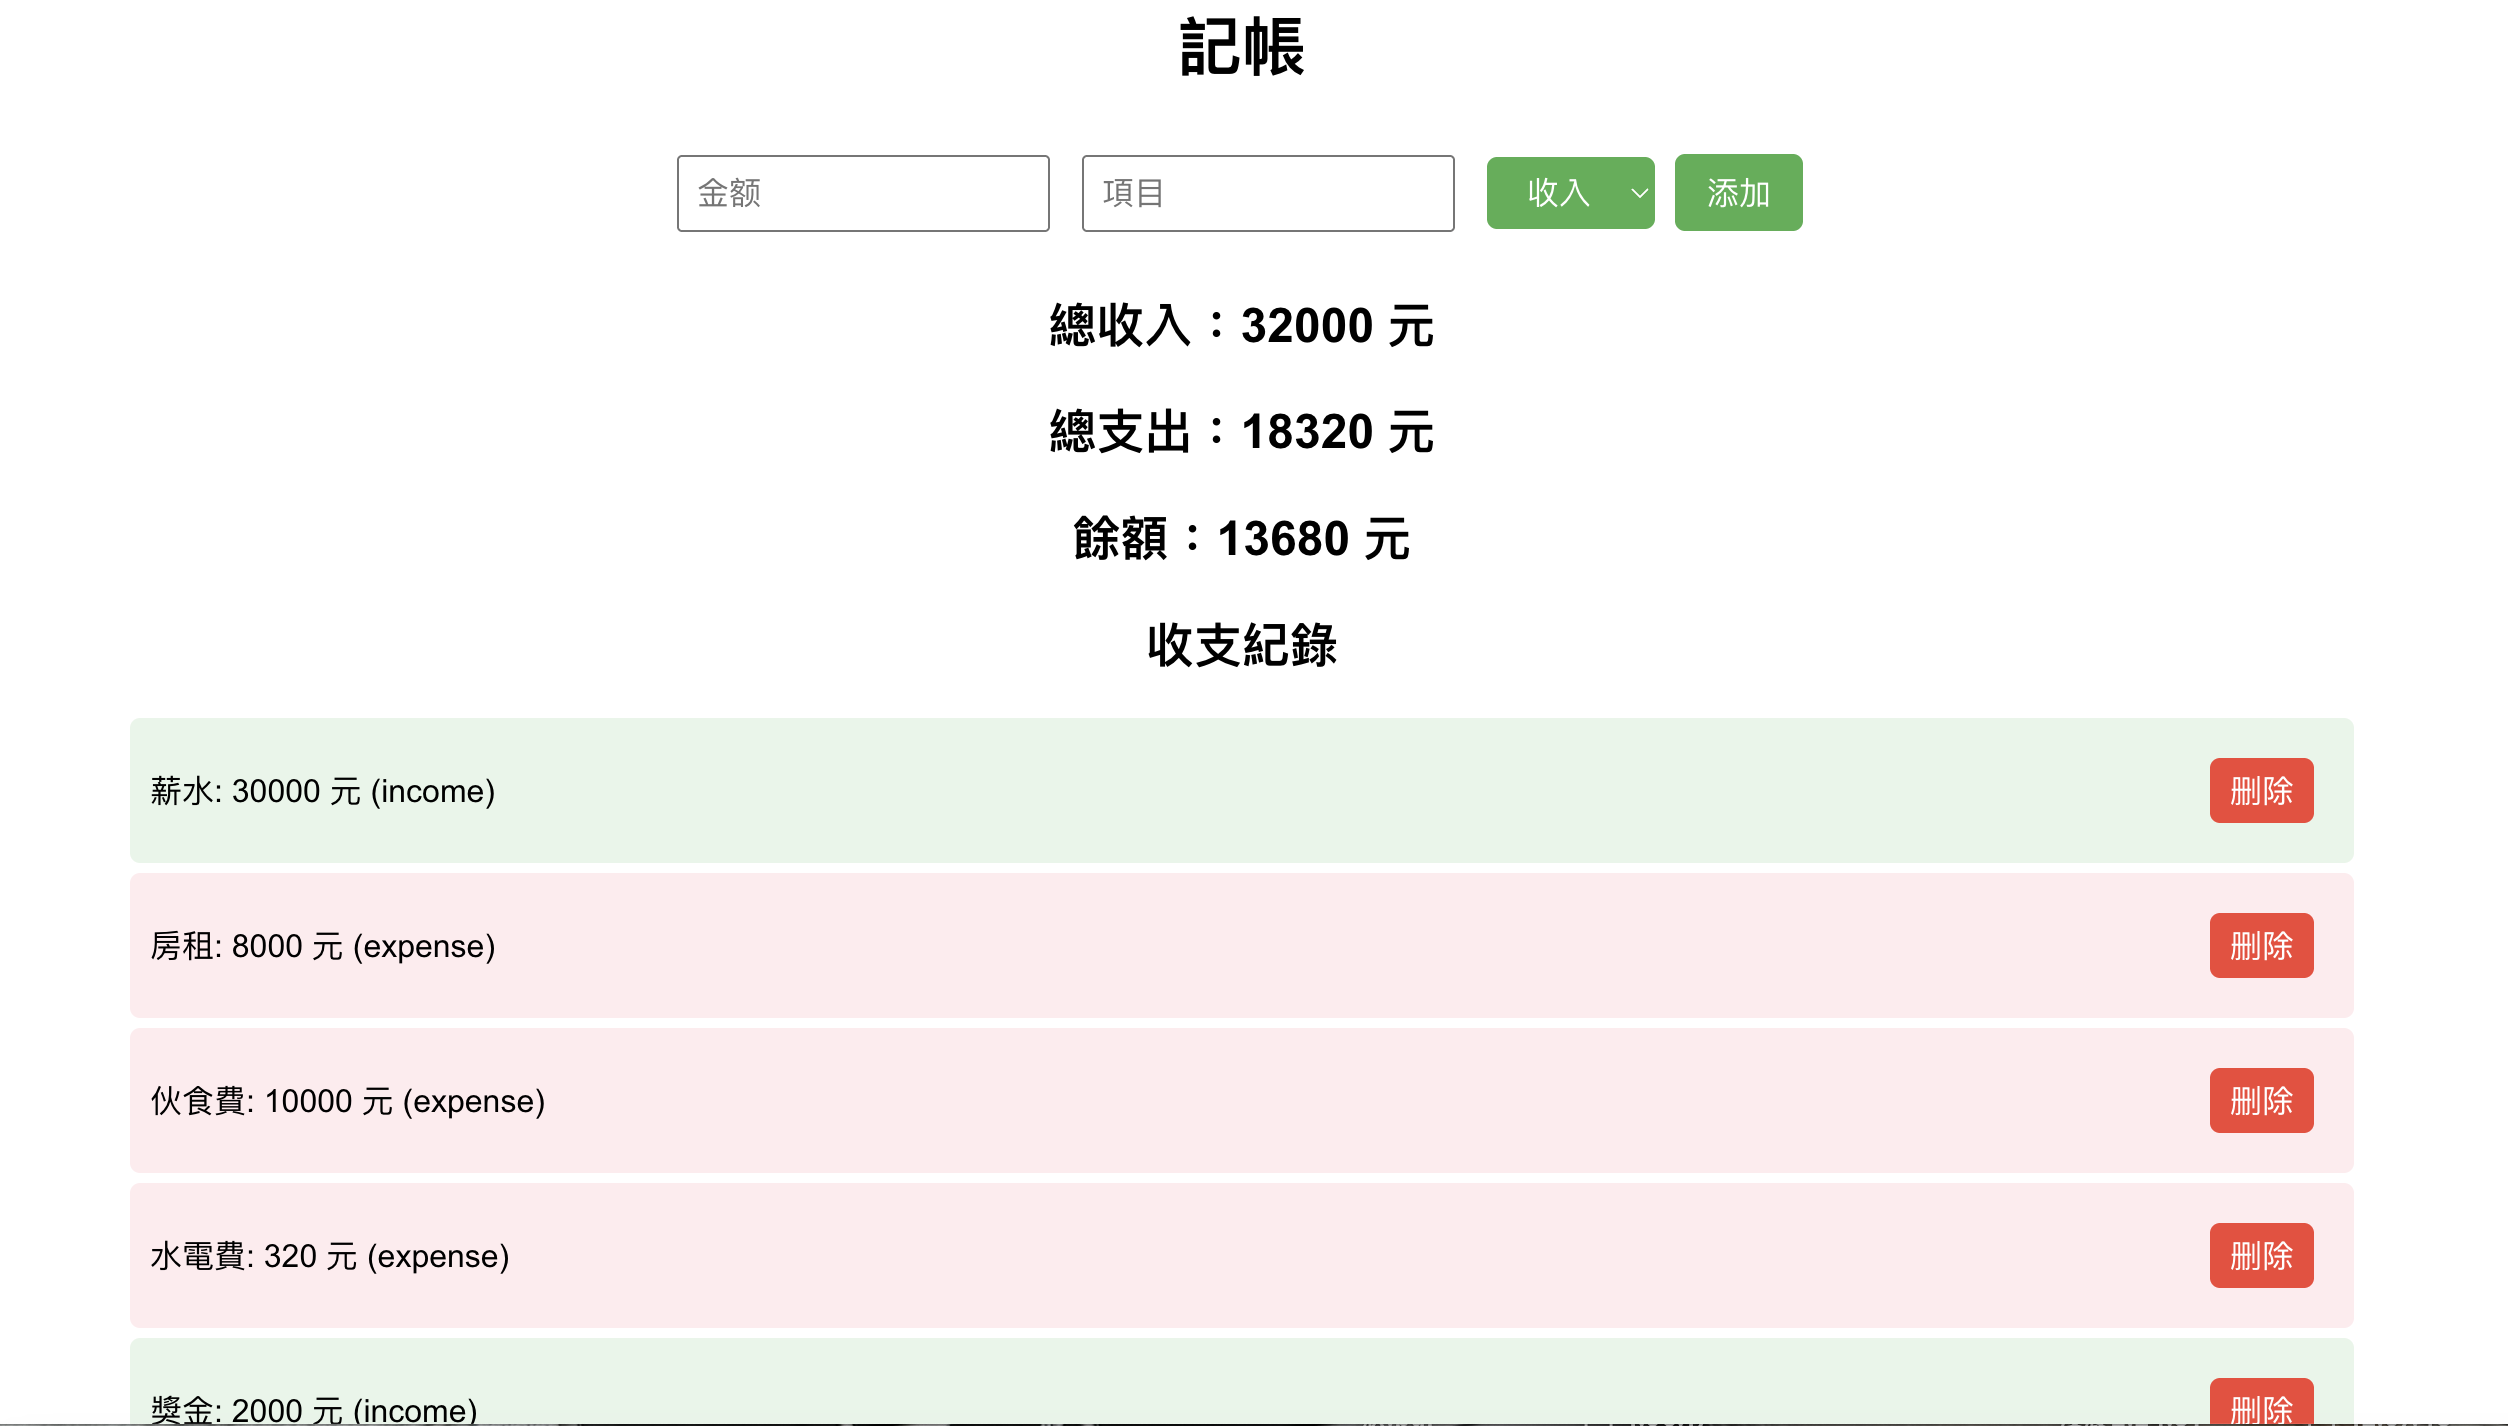 記帳
金额 項目 收入 添加
總收入：32000 元
總支出：18320 元
餘額：13680 元
收支紀錄
薪水: 30000 元 (income) 刪除
房租: 8000 元 (expense) 刪除
伙食費: 10000 元 (expense) 刪除
水電費: 320 元 (expense) 刪除
獎金: 2000 元 (income) 刪除